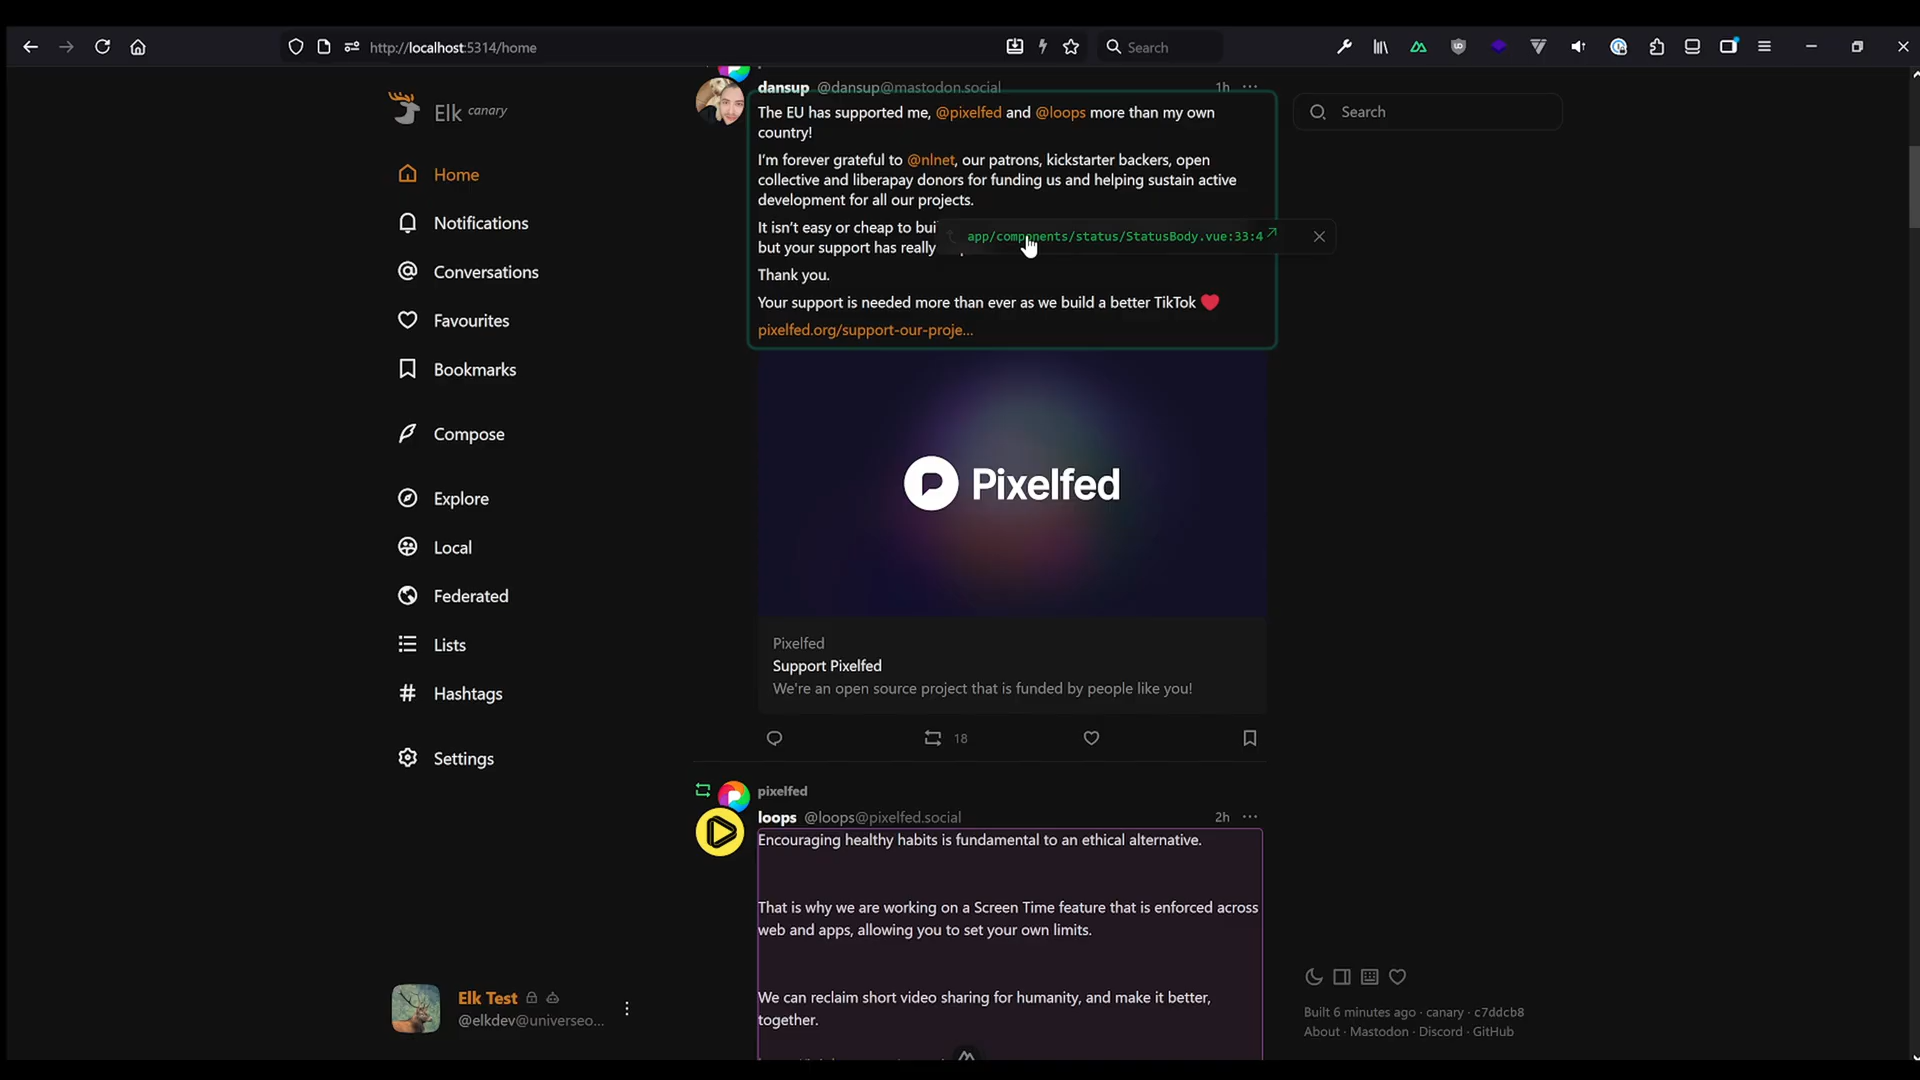 http://localhost:5314/home
Search
Elk canary
Home
Notifications
Conversations
Favourites
Bookmarks
Compose
Explore
Local
Federated
Lists
Hashtags
Settings
Elk Test
@elkdev@universeo...
dansup @dansup@mastodon.social 1h
The EU has supported me, @pixelfed and @loops more than my own
country!
I'm forever grateful to @nlnet, our patrons, kickstarter backers, open
collective and liberapay donors for funding us and helping sustain active
development for all our projects.
It isn't easy or cheap to bui
but your support has really
app/components/status/StatusBody.vue:33:4
Thank you.
Your support is needed more than ever as we build a better TikTok
pixelfed.org/support-our-proje...
Pixelfed
Pixelfed
Support Pixelfed
We're an open source project that is funded by people like you!
18
pixelfed
loops @loops@pixelfed.social 2h
Encouraging healthy habits is fundamental to an ethical alternative.
That is why we are working on a Screen Time feature that is enforced across
web and apps, allowing you to set your own limits.
We can reclaim short video sharing for humanity, and make it better,
together.
Search
Built 6 minutes ago · canary · c7ddcb8
About · Mastodon · Discord · GitHub